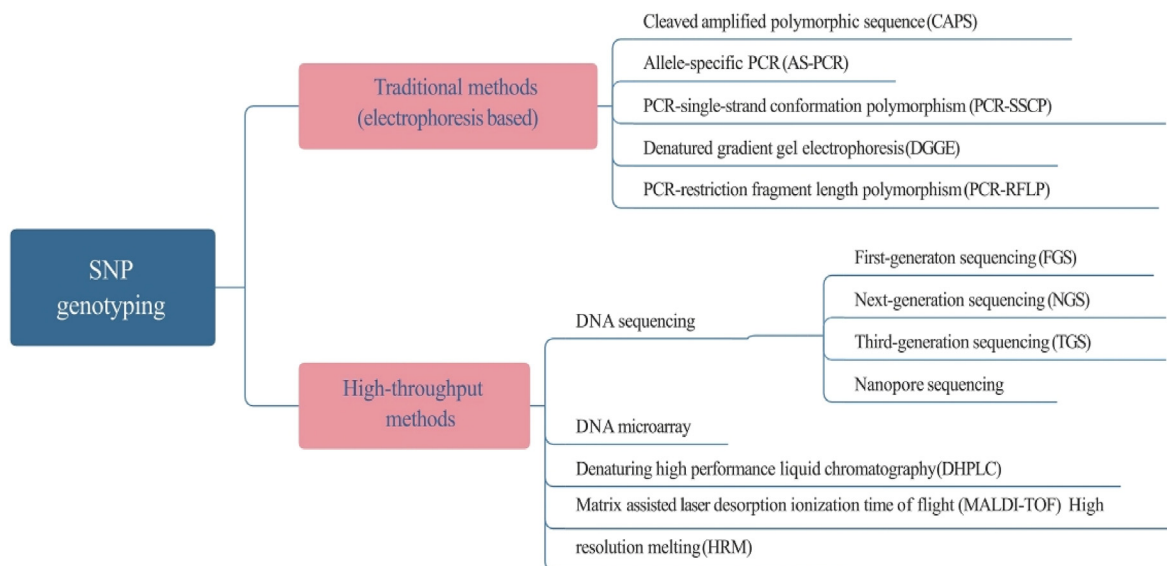 Cleaved amplified polymorphic sequence(CAPS)
Traditional methods
(electrophoresis based)
Allele-specific PCR(AS-PCR)
PCR-single-strand conformation polymorphism (PCR-SSCP)
Denatured gradient gel electrophoresis(DGGE)
PCR-restriction fragment length polymorphism(PCR-RFLP)
SNP
genotyping
High-throughput
methods
DNA sequencing
First-generaton sequencing(FGS)
Next-generation sequencing(NGS)
Third-generation sequencing(TGS)
Nanopore sequencing
DNA microarray
Denaturing high performance liquid chromatography(DHPLC)
Matrix assisted laser desorption ionization time of flight (MALDI-TOF) High
resolution melting(HRM)